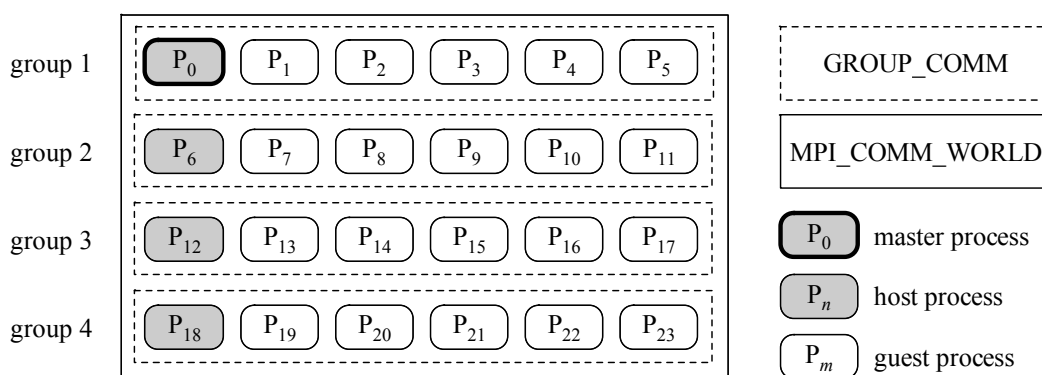 group 1 P0 P1 P2 P3 P4 P5
group 2 P6 P7 P8 P9 P10 P11
group 3 P12 P13 P14 P15 P16 P17
group 4 P18 P19 P20 P21 P22 P23
GROUP_COMM
MPI_COMM_WORLD
P0 master process
Pn host process
Pm guest process